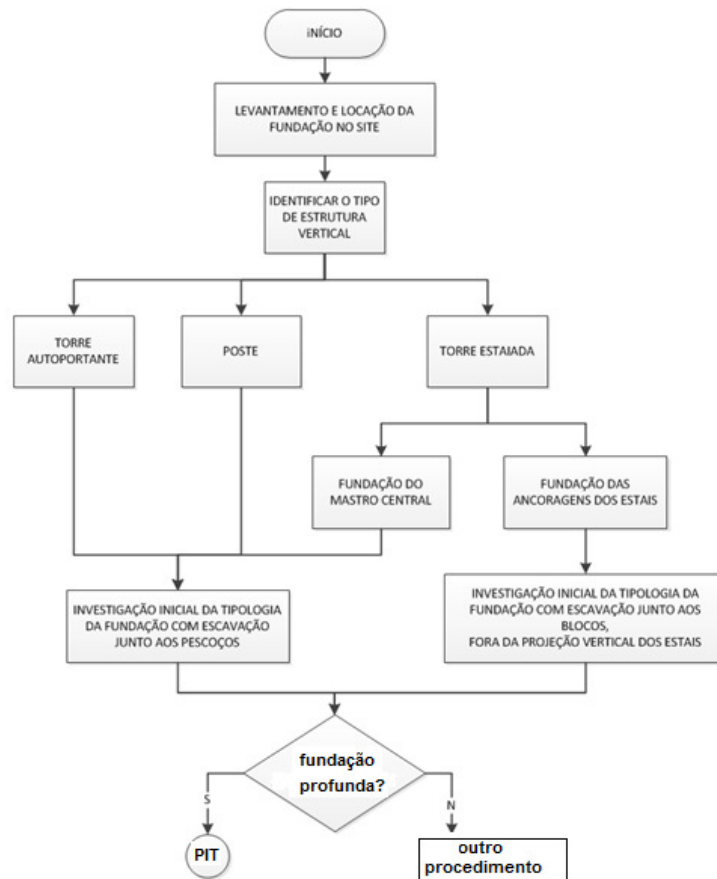 iNÍCIO
LEVANTAMENTO E LOCAÇÃO DA
FUNDAÇÃO NO SITE
IDENTIFICAR O TIPO
DE ESTRUTURA
VERTICAL
TORRE
AUTOPORTANTE
POSTE
TORRE ESTAIADA
FUNDAÇÃO DO
MASTRO CENTRAL
FUNDAÇÃO DAS
ANCORAGENS DOS ESTAIS
INVESTIGAÇÃO INICIAL DA TIPOLOGIA
DA FUNDAÇÃO COM ESCAVAÇÃO
JUNTO AOS PESCOÇOS
INVESTIGAÇÃO INICIAL DA TIPOLOGIA DA
FUNDAÇÃO COM ESCAVAÇÃO JUNTO AOS
BLOCOS,
FORA DA PROJEÇÃO VERTICAL DOS ESTAIS
fundação
profunda?
S
N
PIT
outro
procedimento